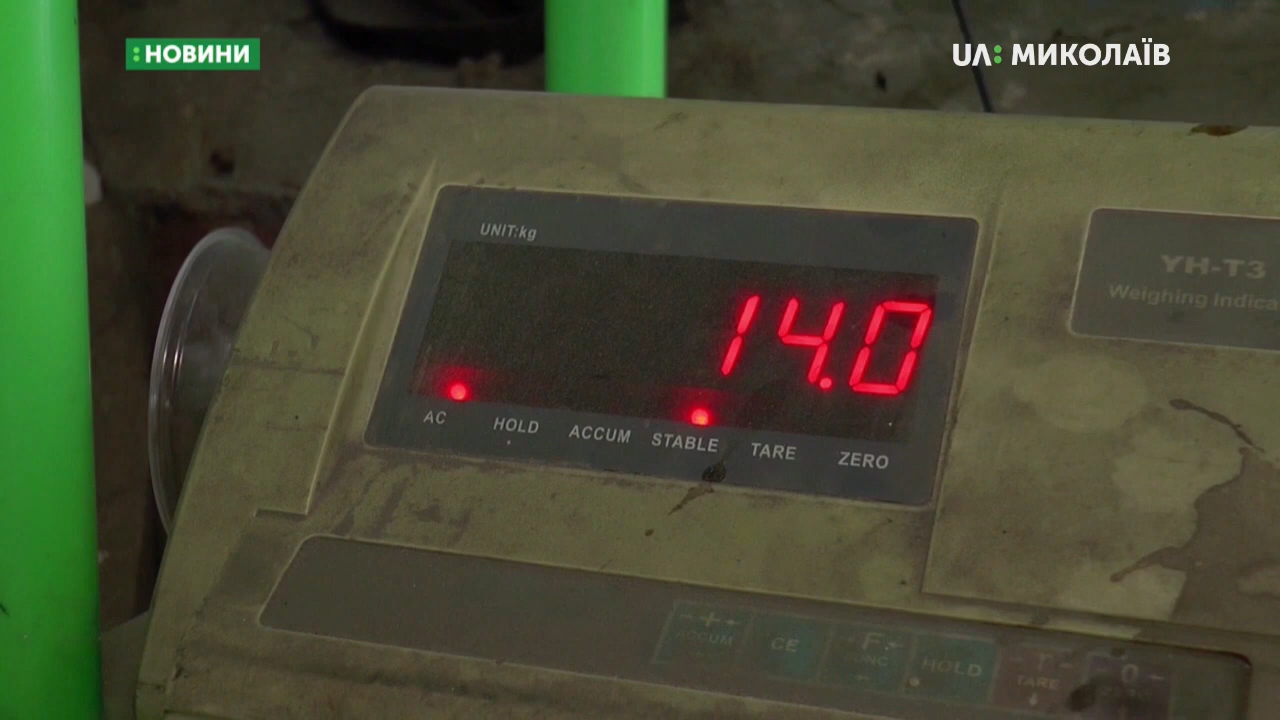 :НОВИНИ
UA: МИКОЛАЇВ
UNIT:kg
14.0
AC HOLD ACCUM STABLE TARE ZERO
YH-T3
Weighing Indica
ACCUM CE F FUNC HOLD T TARE 0